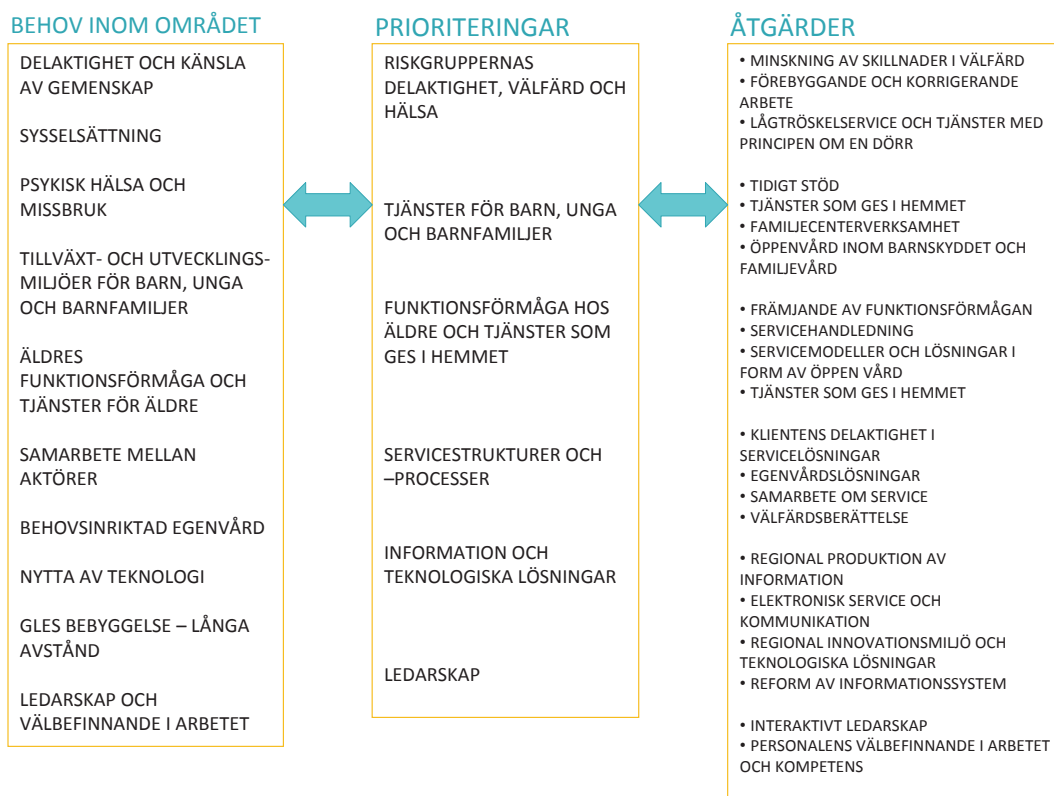 BEHOV INOM OMRÅDET
DELAKTIGHET OCH KÄNSLA
AV GEMENSKAP
SYSSELSÄTTNING
PSYKISK HÄLSA OCH
MISSBRUK
TILLVÄXT- OCH UTVECKLINGS-
MILJÖER FÖR BARN, UNGA
OCH BARNFAMILJER
ÄLDRES
FUNKTIONSFÖRMÅGA OCH
TJÄNSTER FÖR ÄLDRE
SAMARBETE MELLAN
AKTÖRER
BEHOVSINRIKTAD EGENVÅRD
NYTTA AV TEKNOLOGI
GLES BEBYGGELSE – LÅNGA
AVSTÅND
LEDARSKAP OCH
VÄLBEFINNANDE I ARBETET
PRIORITERINGAR
RISKGRUPPERNAS
DELAKTIGHET, VÄLFÄRD OCH
HÄLSA
TJÄNSTER FÖR BARN, UNGA
OCH BARNFAMILJER
FUNKTIONSFÖRMÅGA HOS
ÄLDRE OCH TJÄNSTER SOM
GES I HEMMET
SERVICESTRUKTURER OCH
–PROCESSER
INFORMATION OCH
TEKNOLOGISKA LÖSNINGAR
LEDARSKAP
ÅTGÄRDER
• MINSKNING AV SKILLNADER I VÄLFÄRD
• FÖREBYGGANDE OCH KORRIGERANDE
ARBETE
• LÅGTRÖSKELSERVICE OCH TJÄNSTER MED
PRINCIPEN OM EN DÖRR
• TIDIGT STÖD
• TJÄNSTER SOM GES I HEMMET
• FAMILJECENTERVERKSAMHET
• ÖPPENVÅRD INOM BARNSKYDDET OCH
FAMILJEVÅRD
• FRÄMJANDE AV FUNKTIONSFÖRMÅGAN
• SERVICEHANDLEDNING
• SERVICEMODELLER OCH LÖSNINGAR I
FORM AV ÖPPEN VÅRD
• TJÄNSTER SOM GES I HEMMET
• KLIENTENS DELAKTIGHET I
SERVICELÖSNINGAR
• EGENVÅRDSLÖSNINGAR
• SAMARBETE OM SERVICE
• VÄLFÄRDSBERÄTTELSE
• REGIONAL PRODUKTION AV
INFORMATION
• ELEKTRONISK SERVICE OCH
KOMMUNIKATION
• REGIONAL INNOVATIONSMILJÖ OCH
TEKNOLOGISKA LÖSNINGAR
• REFORM AV INFORMATIONSSYSTEM
• INTERAKTIVT LEDARSKAP
• PERSONALENS VÄLBEFINNANDE I ARBETET
OCH KOMPETENS